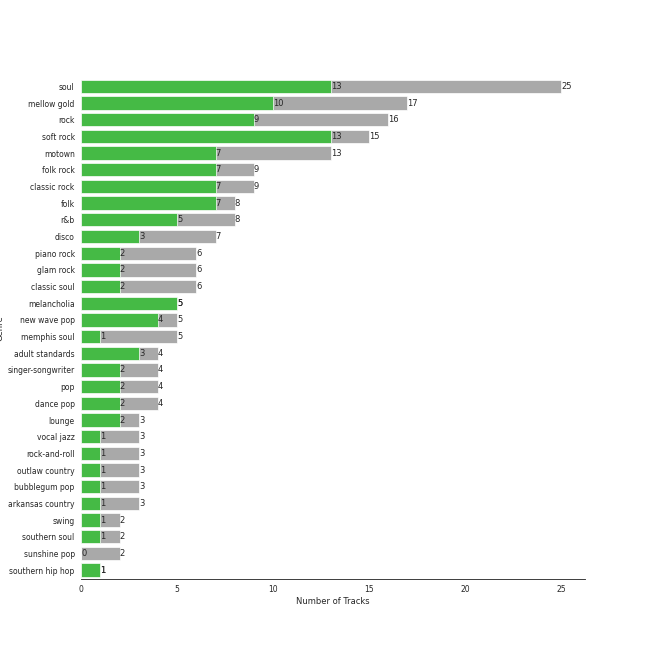 soul 13 25
mellow gold 10 17
rock 9 16
soft rock 13 15
motown 7 13
folk rock 7 9
classic rock 7 9
folk 7 8
r&b 5 8
disco 3 7
piano rock 2 6
glam rock 2 6
classic soul 2 6
melancholia 5
new wave pop 4 5
memphis soul 1 5
adult standards 3 4
singer-songwriter 2 4
pop 2 4
dance pop 2 4
lounge 2 3
vocal jazz 1 3
rock-and-roll 1 3
outlaw country 1 3
bubblegum pop 1 3
arkansas country 1 3
swing 1 2
southern soul 1 2
sunshine pop 0 2
southern hip hop 1
0 5 10 15 20 25
Number of Tracks